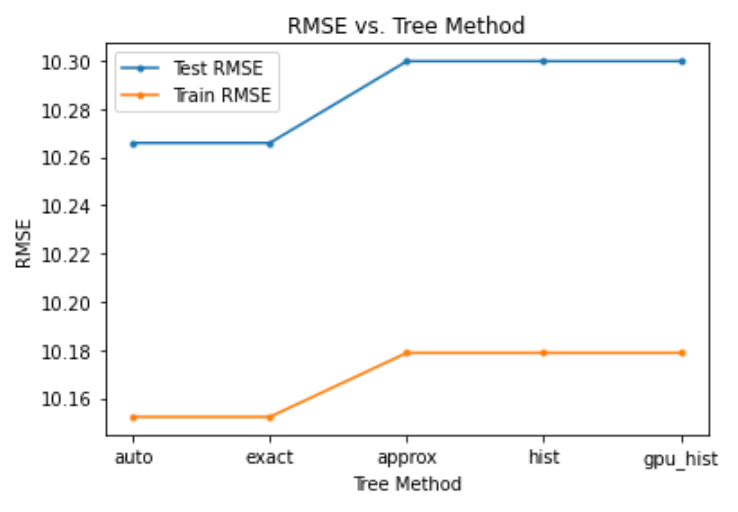 RMSE vs. Tree Method
Test RMSE
Train RMSE
RMSE
10.30
10.28
10.26
10.24
10.22
10.20
10.18
10.16
auto exact approx hist gpu_hist
Tree Method